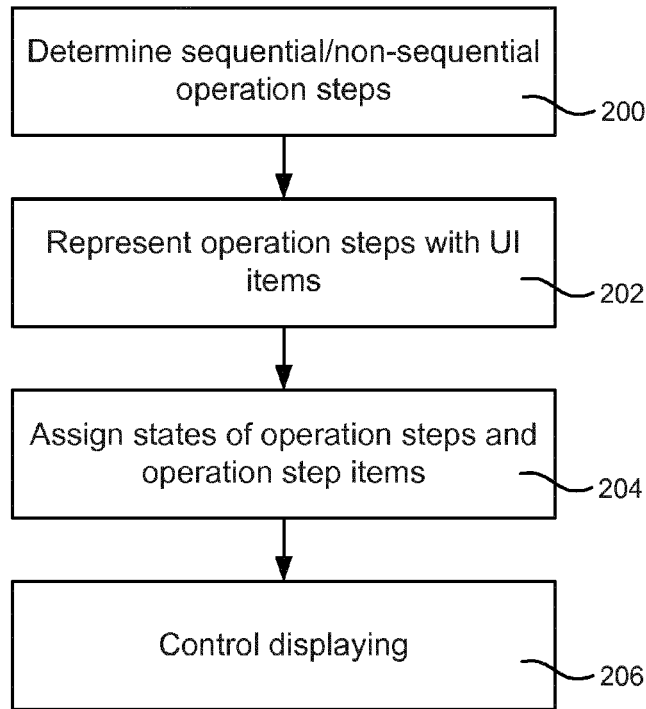 Determine sequential/non-sequential
operation steps
200
Represent operation steps with UI
items
202
Assign states of operation steps and
operation step items
204
Control displaying
206